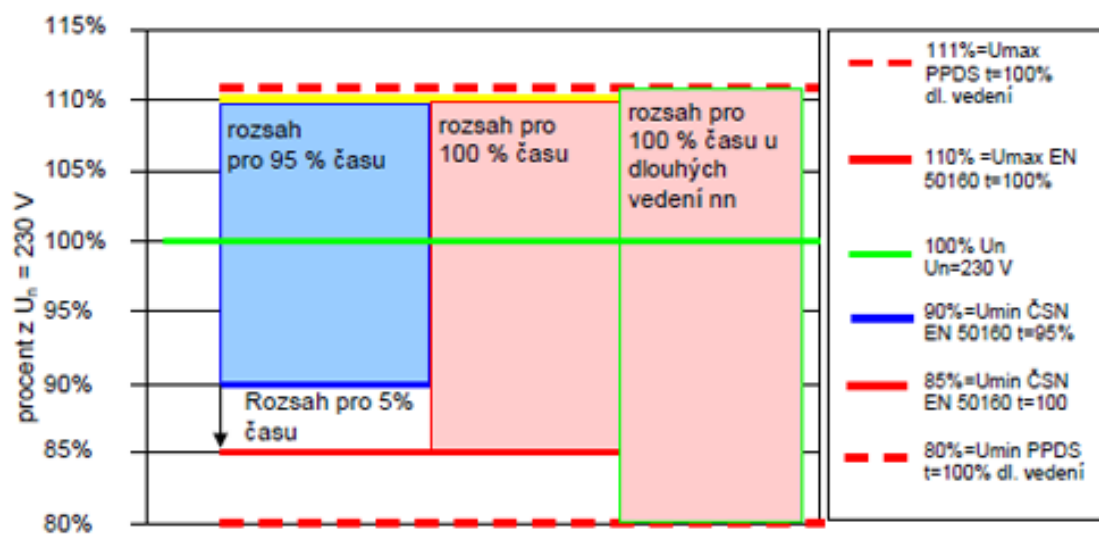 115%
110%
105%
100%
95%
90%
85%
80%
procent z Un = 230 V
rozsah
pro 95 % času
rozsah pro
100 % času
rozsah pro
100 % času u
dlouhých
vedení nn
Rozsah pro 5%
času
111%=Umax
PPDS t=100%
dl. vedení
110% =Umax EN
50160 t=100%
100% Un
Un=230 V
90%=Umin ČSN
EN 50160 t=95%
85%=Umin ČSN
EN 50160 t=100
80%=Umin PPDS
t=100% dl. vedení